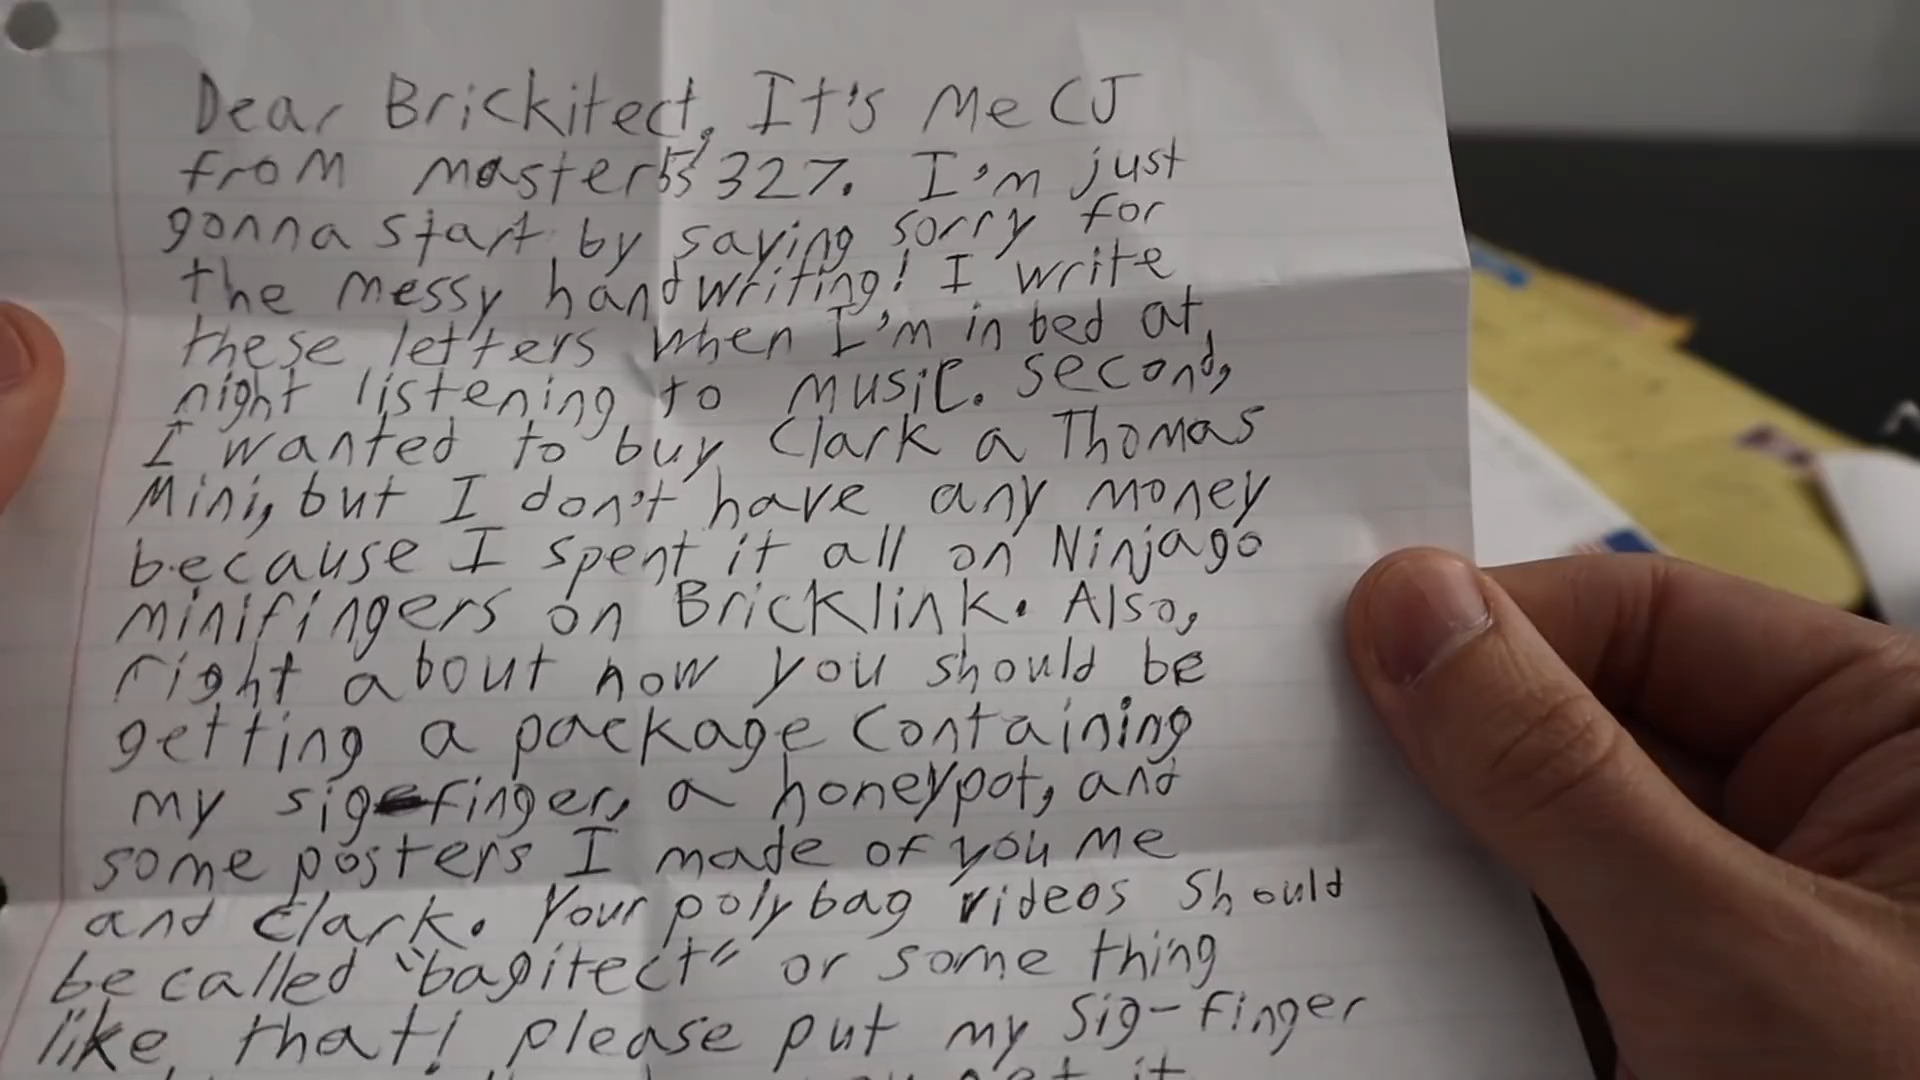 Dear Brickitect, It's Me CJ
from master 327. I'm just
gonna start by saying sorry for
the messy handwriting! I write
these letters when I'm in bed at,
night listening to music. second,
I wanted to buy Clark a Thomas
Mini, but I don't have any money
because I spent it all on Ninjago
minifingers on Bricklink. Also,
right about now you should be
getting a package containing
my sig-finger, a honeypot, and
some posters I made of you me
and Clark. Your polybag videos should
be called "bagitect" or some thing
like that! please put my sig-finger